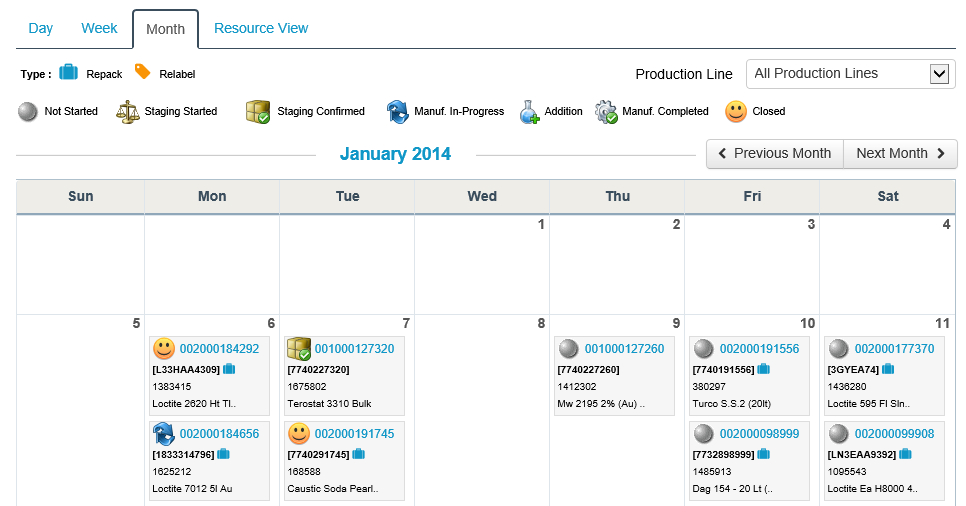 Day Week Month Resource View
Type : Repack Relabel
Production Line All Production Lines
Not Started Staging Started Staging Confirmed Manuf. In-Progress Addition Manuf. Completed Closed
January 2014 Previous Month Next Month
Sun Mon Tue Wed Thu Fri Sat
1 2 3 4
5 6 7 8 9 10 11
002000184292 001000127320 001000127260 002000191556 002000177370
[L33HAA4309] [7740227320] [7740227260] [7740191556] [3GYEA74]
1383415 1675802 1412302 380297 1436280
Loctite 2620 Ht Tl.. Terostat 3310 Bulk Mw 2195 2% (Au) .. Turco S.S.2 (20lt) Loctite 595 Fl Sln..
002000184656 002000191745 002000098999 002000099908
[1833314796] [7740291745] [7732898999] [LN3EAA9392]
1625212 168588 1485913 1095543
Loctite 7012 5l Au Caustic Soda Pearl.. Dag 154 - 20 Lt (.. Loctite Ea H8000 4..